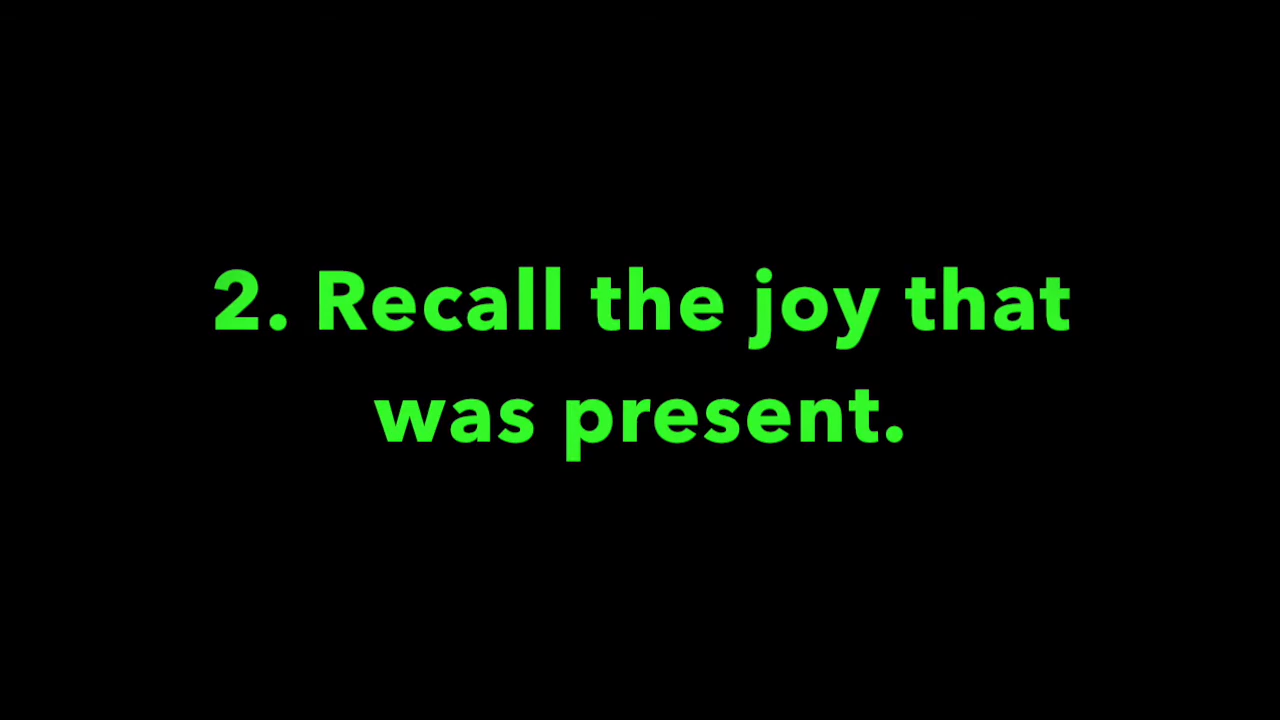 2. Recall the joy that
was present.